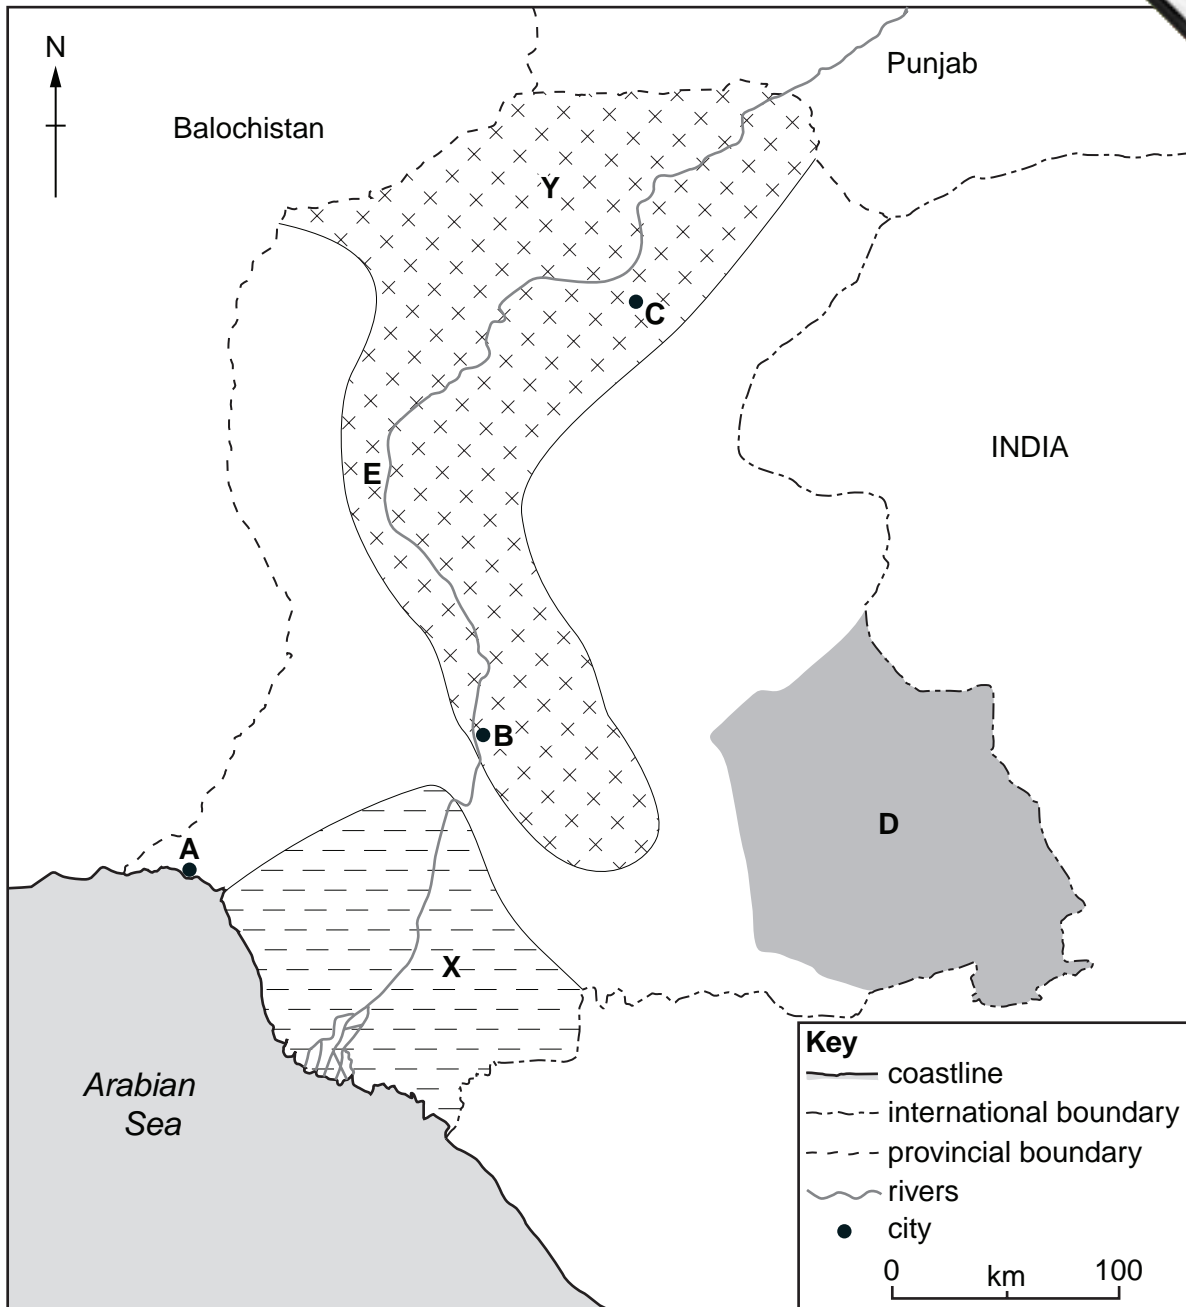 N
Punjab
Balochistan
Y
C
INDIA
E
B
D
A
X
Arabian
Sea
Key
coastline
international boundary
provincial boundary
rivers
city
0 km 100